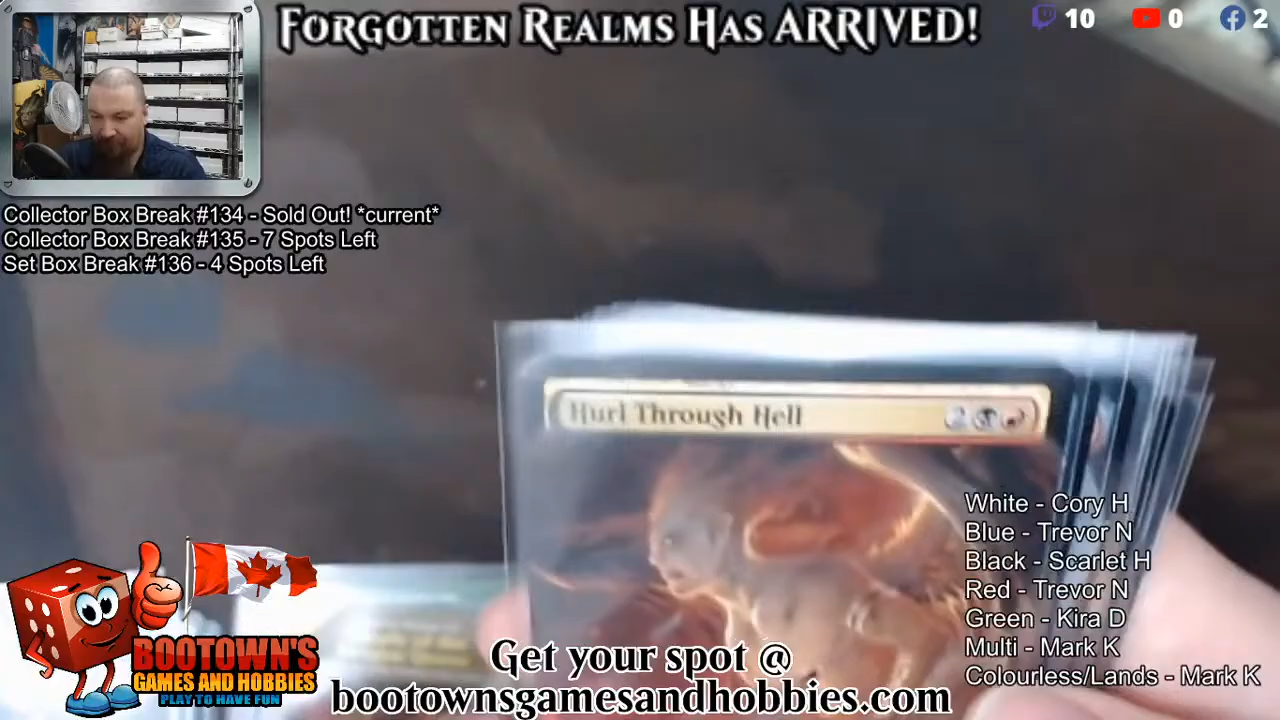 FORGOTTEN REALMS HAS ARRIVED!
10
0
2
Collector Box Break #134 - Sold Out! *current*
Collector Box Break #135 - 7 Spots Left
Set Box Break #136 - 4 Spots Left
Hurl Through Hell
2
White - Cory H
Blue - Trevor N
Black - Scarlet H
Red - Trevor N
Green - Kira D
Multi - Mark K
Colourless/Lands - Mark K
BOOTOWN'S
GAMES AND HOBBIES
PLAY TO HAVE FUN
Get your spot @
bootownsgamesandhobbies.com